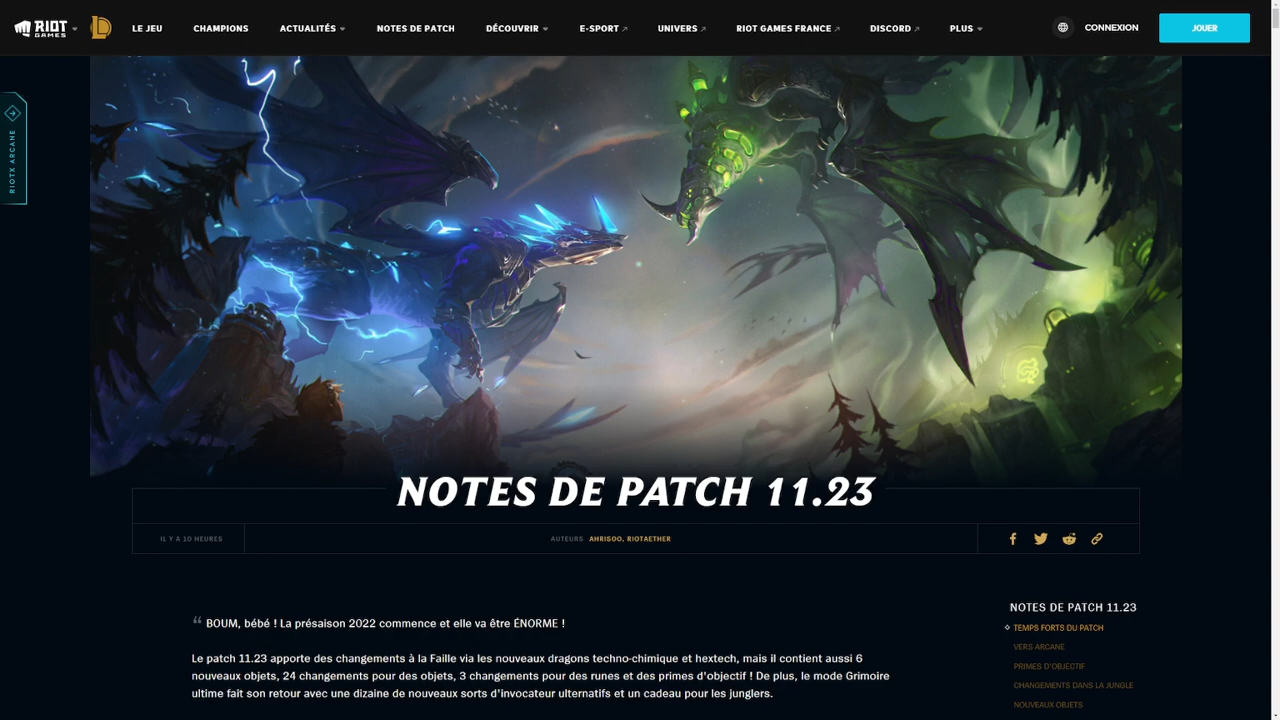 RIOT GAMES
LE JEU
CHAMPIONS
ACTUALITÉS
NOTES DE PATCH
DÉCOUVRIR
E-SPORT
UNIVERS
RIOT GAMES FRANCE
DISCORD
PLUS
CONNEXION
JOUER
RIOTX ARCANE
NOTES DE PATCH 11.23
IL Y A 10 HEURES
AUTEURS AHRISOO, RIOTAETHER
“ BOUM, bébé ! La présaison 2022 commence et elle va être ÉNORME !
Le patch 11.23 apporte des changements à la Faille via les nouveaux dragons techno-chimique et hextech, mais il contient aussi 6
nouveaux objets, 24 changements pour des objets, 3 changements pour des runes et des primes d'objectif ! De plus, le mode Grimoire
ultime fait son retour avec une dizaine de nouveaux sorts d'invocateur ulternatifs et un cadeau pour les junglers.
NOTES DE PATCH 11.23
TEMPS FORTS DU PATCH
VERS ARCANE
PRIMES D'OBJECTIF
CHANGEMENTS DANS LA JUNGLE
NOUVEAUX OBJETS